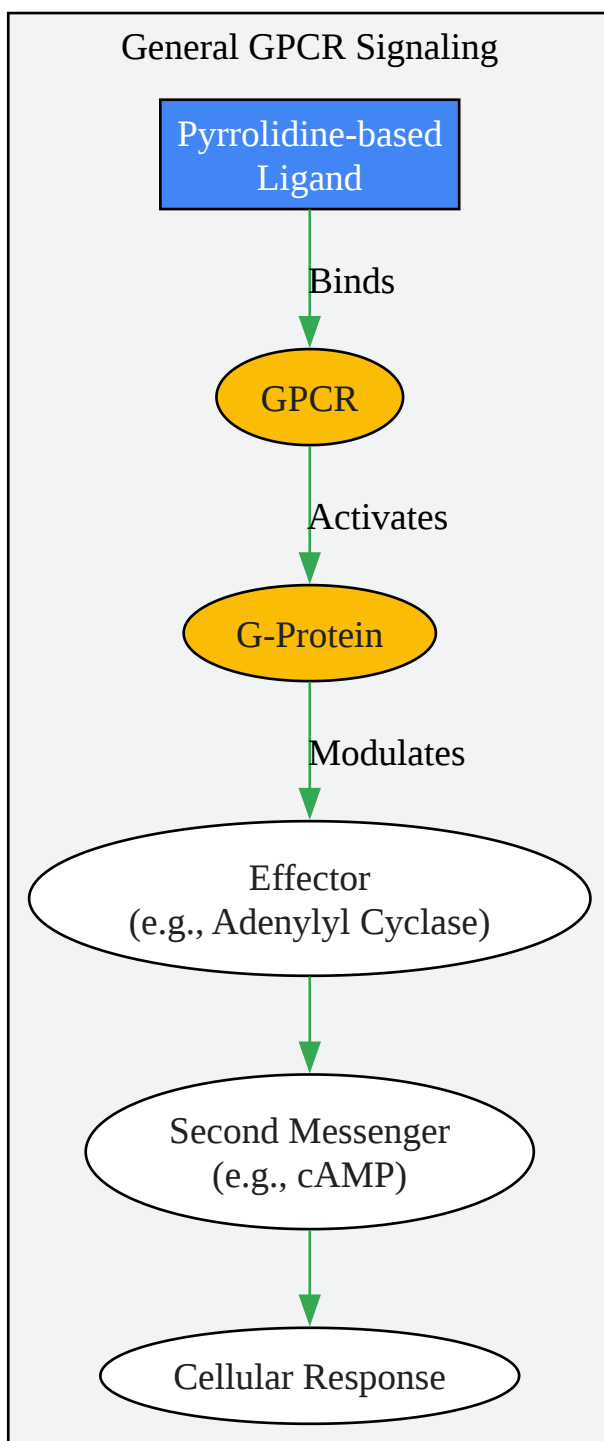 General GPCR Signaling
Pyrrolidine-based
Ligand
Binds
GPCR
Activates
G-Protein
Modulates
Effector
(e.g., Adenylyl Cyclase)
Second Messenger
(e.g., cAMP)
Cellular Response